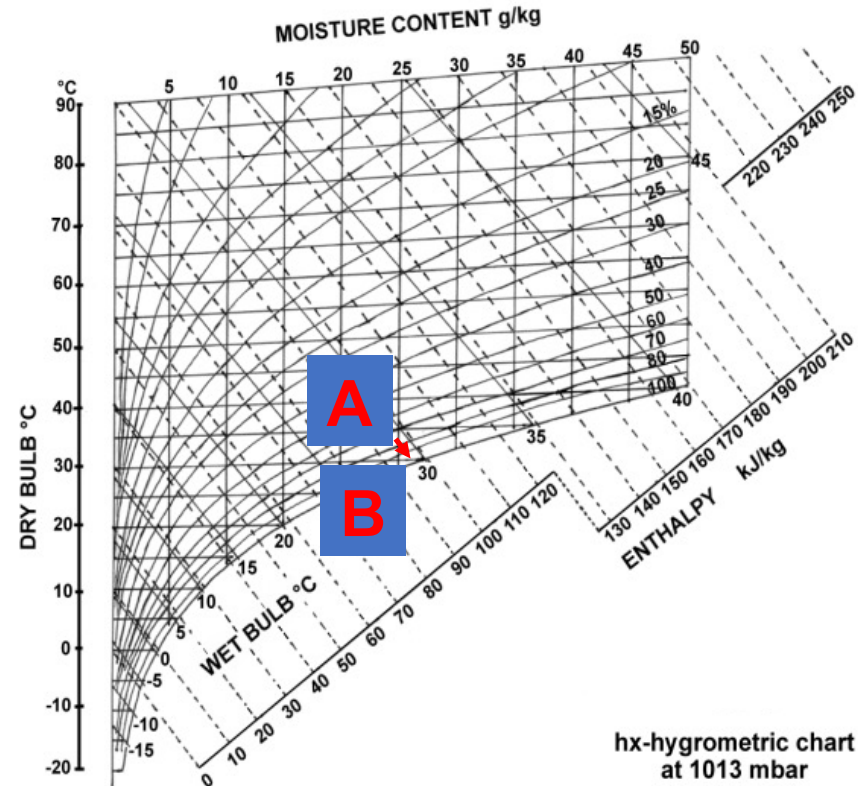 MOISTURE CONTENT g/kg
5 10 15 20 25 30 35 40 45 50
°C
90
80
70
60
50
40
30
20
10
0
-10
-20
DRY BULB °C
15%
20
25
30
40
50
60
70
80
100
45
40
35
30
20
15
10
5
0
-5
-10
-15
WET BULB °C
A
B
0 10 20 30 40 50 60 70 80 90 100 110 120
130 140 150 160 170 180 190 200 210
220 230 240 250
ENTHALPY kJ/kg
hx-hygrometric chart
at 1013 mbar